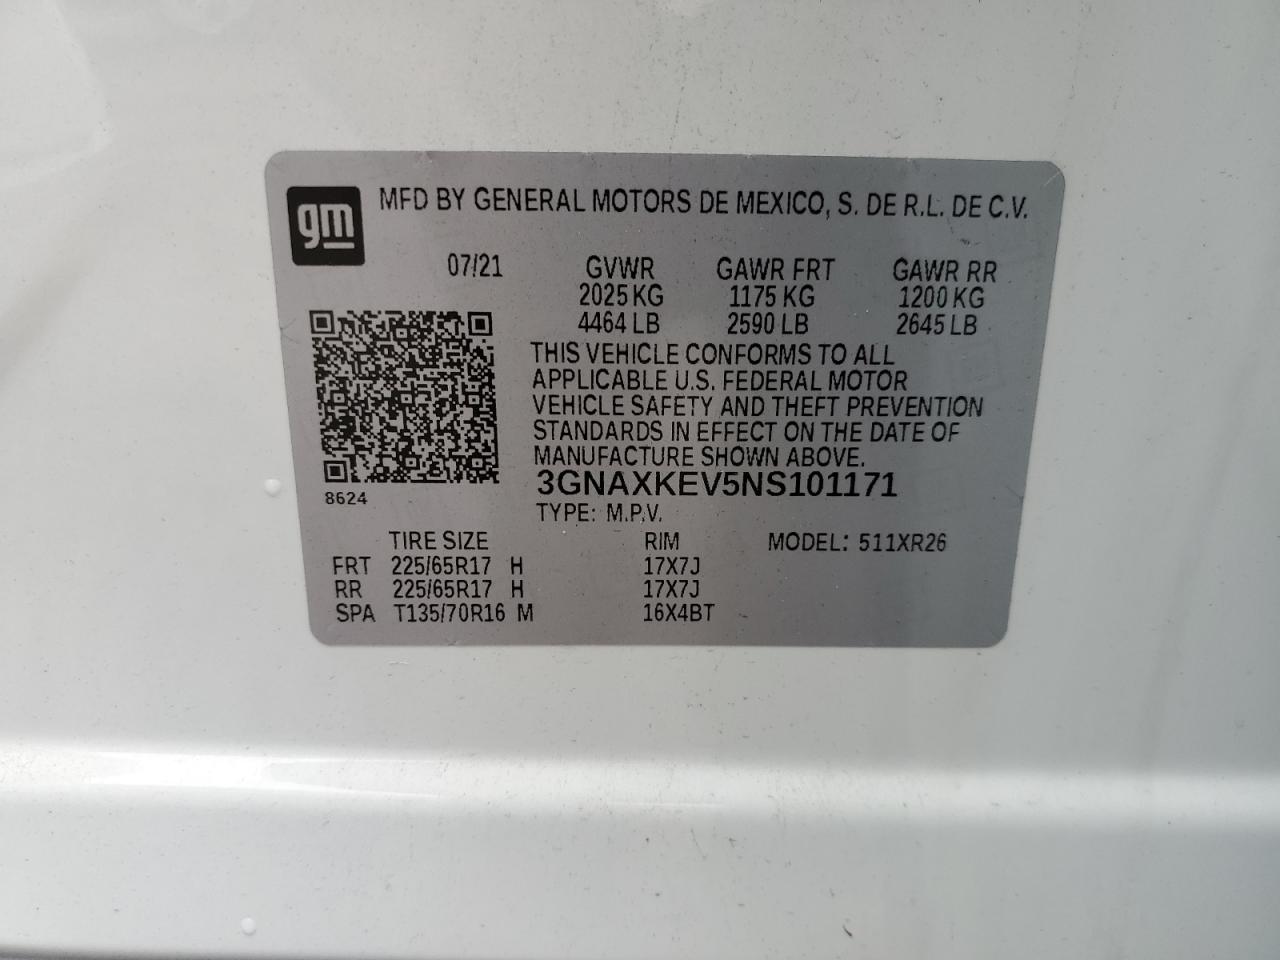 gm
MFD BY GENERAL MOTORS DE MEXICO, S. DE R.L. DE C.V.
07/21 GVWR GAWR FRT GAWR RR
2025 KG 1175 KG 1200 KG
4464 LB 2590 LB 2645 LB
THIS VEHICLE CONFORMS TO ALL
APPLICABLE U.S. FEDERAL MOTOR
VEHICLE SAFETY AND THEFT PREVENTION
STANDARDS IN EFFECT ON THE DATE OF
MANUFACTURE SHOWN ABOVE.
3GNAXKEV5NS101171
8624
TYPE: M.P.V.
TIRE SIZE RIM MODEL: 511XR26
FRT 225/65R17 H 17X7J
RR 225/65R17 H 17X7J
SPA T135/70R16 M 16X4BT